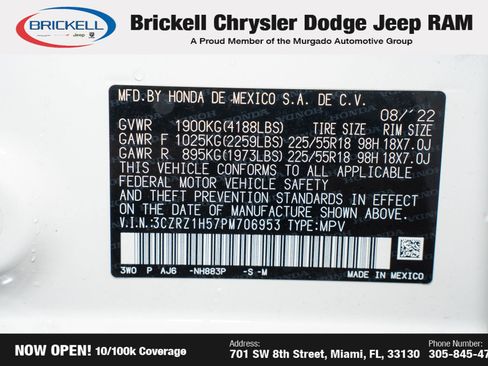 BRICKELL
Jeep
Brickell Chrysler Dodge Jeep RAM
A Proud Member of the Murgado Automotive Group
MFD.BY HONDA DE MEXICO S.A. DE C.V.
08/'22
GVWR 1900KG(4188LBS) TIRE SIZE RIM SIZE
GAWR F 1025KG(2259LBS) 225/55R18 98H 18X7.0J
GAWR R 895KG(1973LBS) 225/55R18 98H 18X7.0J
THIS VEHICLE CONFORMS TO ALL APPLICABLE
FEDERAL MOTOR VEHICLE SAFETY
AND THEFT PREVENTION STANDARDS IN EFFECT
ON THE DATE OF MANUFACTURE SHOWN ABOVE.
V.I.N:3CZRZ1H57PM706953 TYPE:MPV
3W0 P AJ6 -NH883P -S -M
MADE IN MEXICO
NOW OPEN! 10/100k Coverage
Address:
701 SW 8th Street, Miami, FL, 33130
Phone Number:
305-845-47